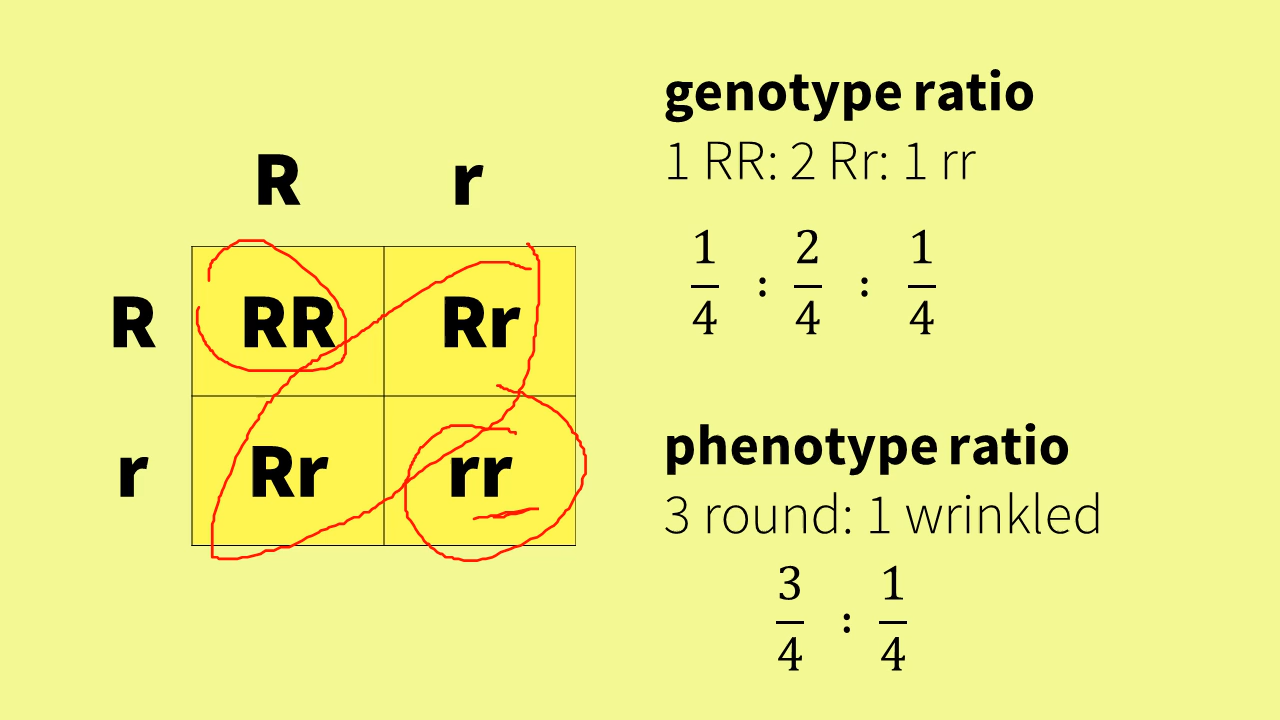 R r
R RR Rr
r Rr rr
genotype ratio
1 RR: 2 Rr: 1 rr
1/4 : 2/4 : 1/4
phenotype ratio
3 round: 1 wrinkled
3/4 : 1/4